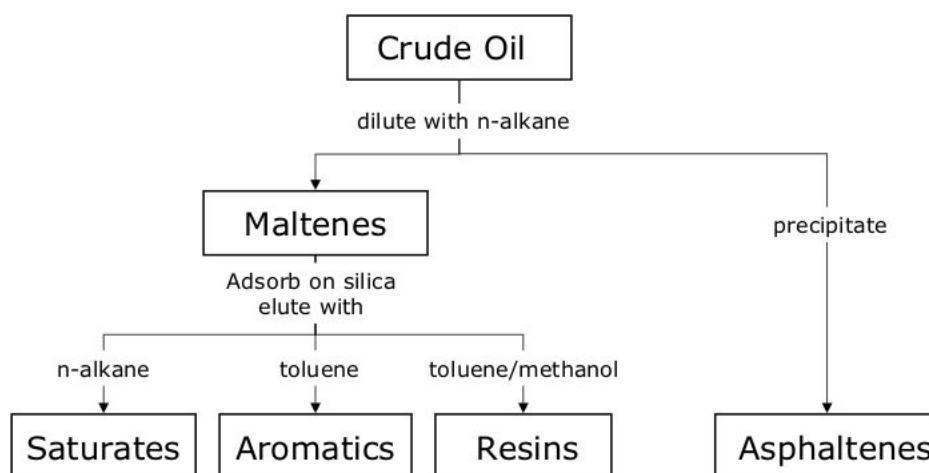 Crude Oil
dilute with n-alkane
Maltenes
precipitate
Adsorb on silica
elute with
n-alkane
toluene
toluene/methanol
Saturates
Aromatics
Resins
Asphaltenes